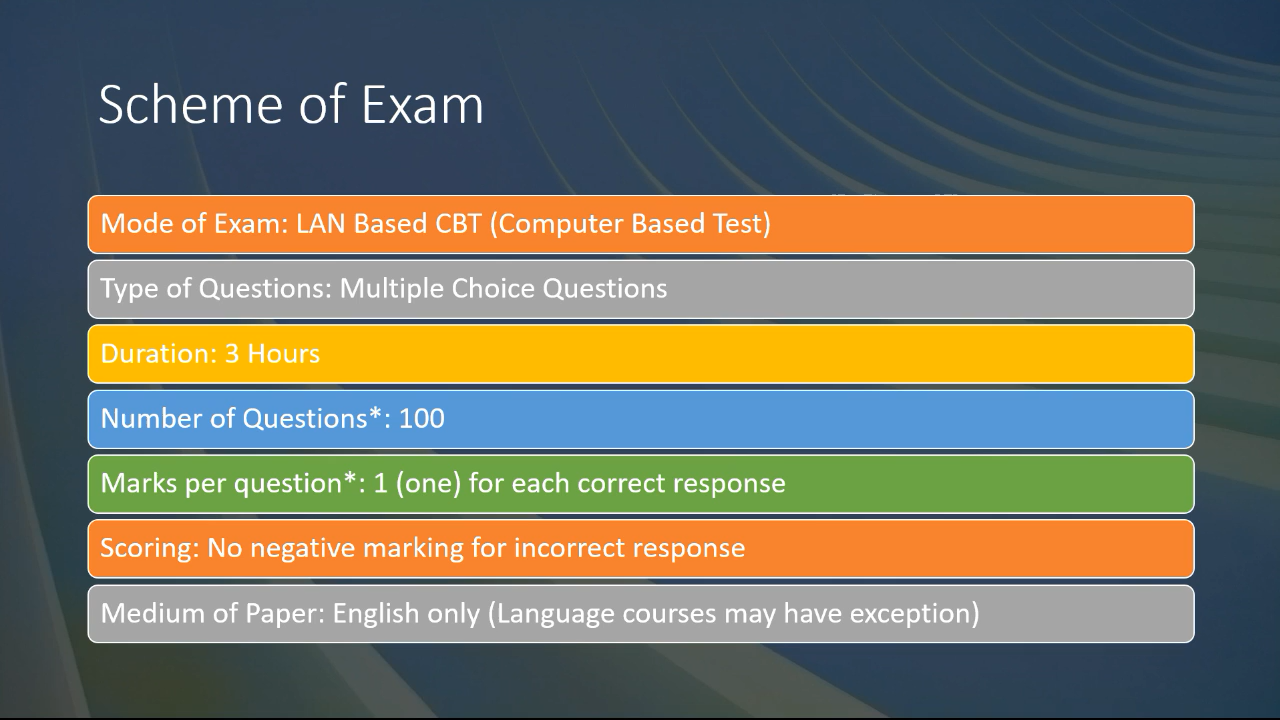 Scheme of Exam
Mode of Exam: LAN Based CBT (Computer Based Test)
Type of Questions: Multiple Choice Questions
Duration: 3 Hours
Number of Questions*: 100
Marks per question*: 1 (one) for each correct response
Scoring: No negative marking for incorrect response
Medium of Paper: English only (Language courses may have exception)